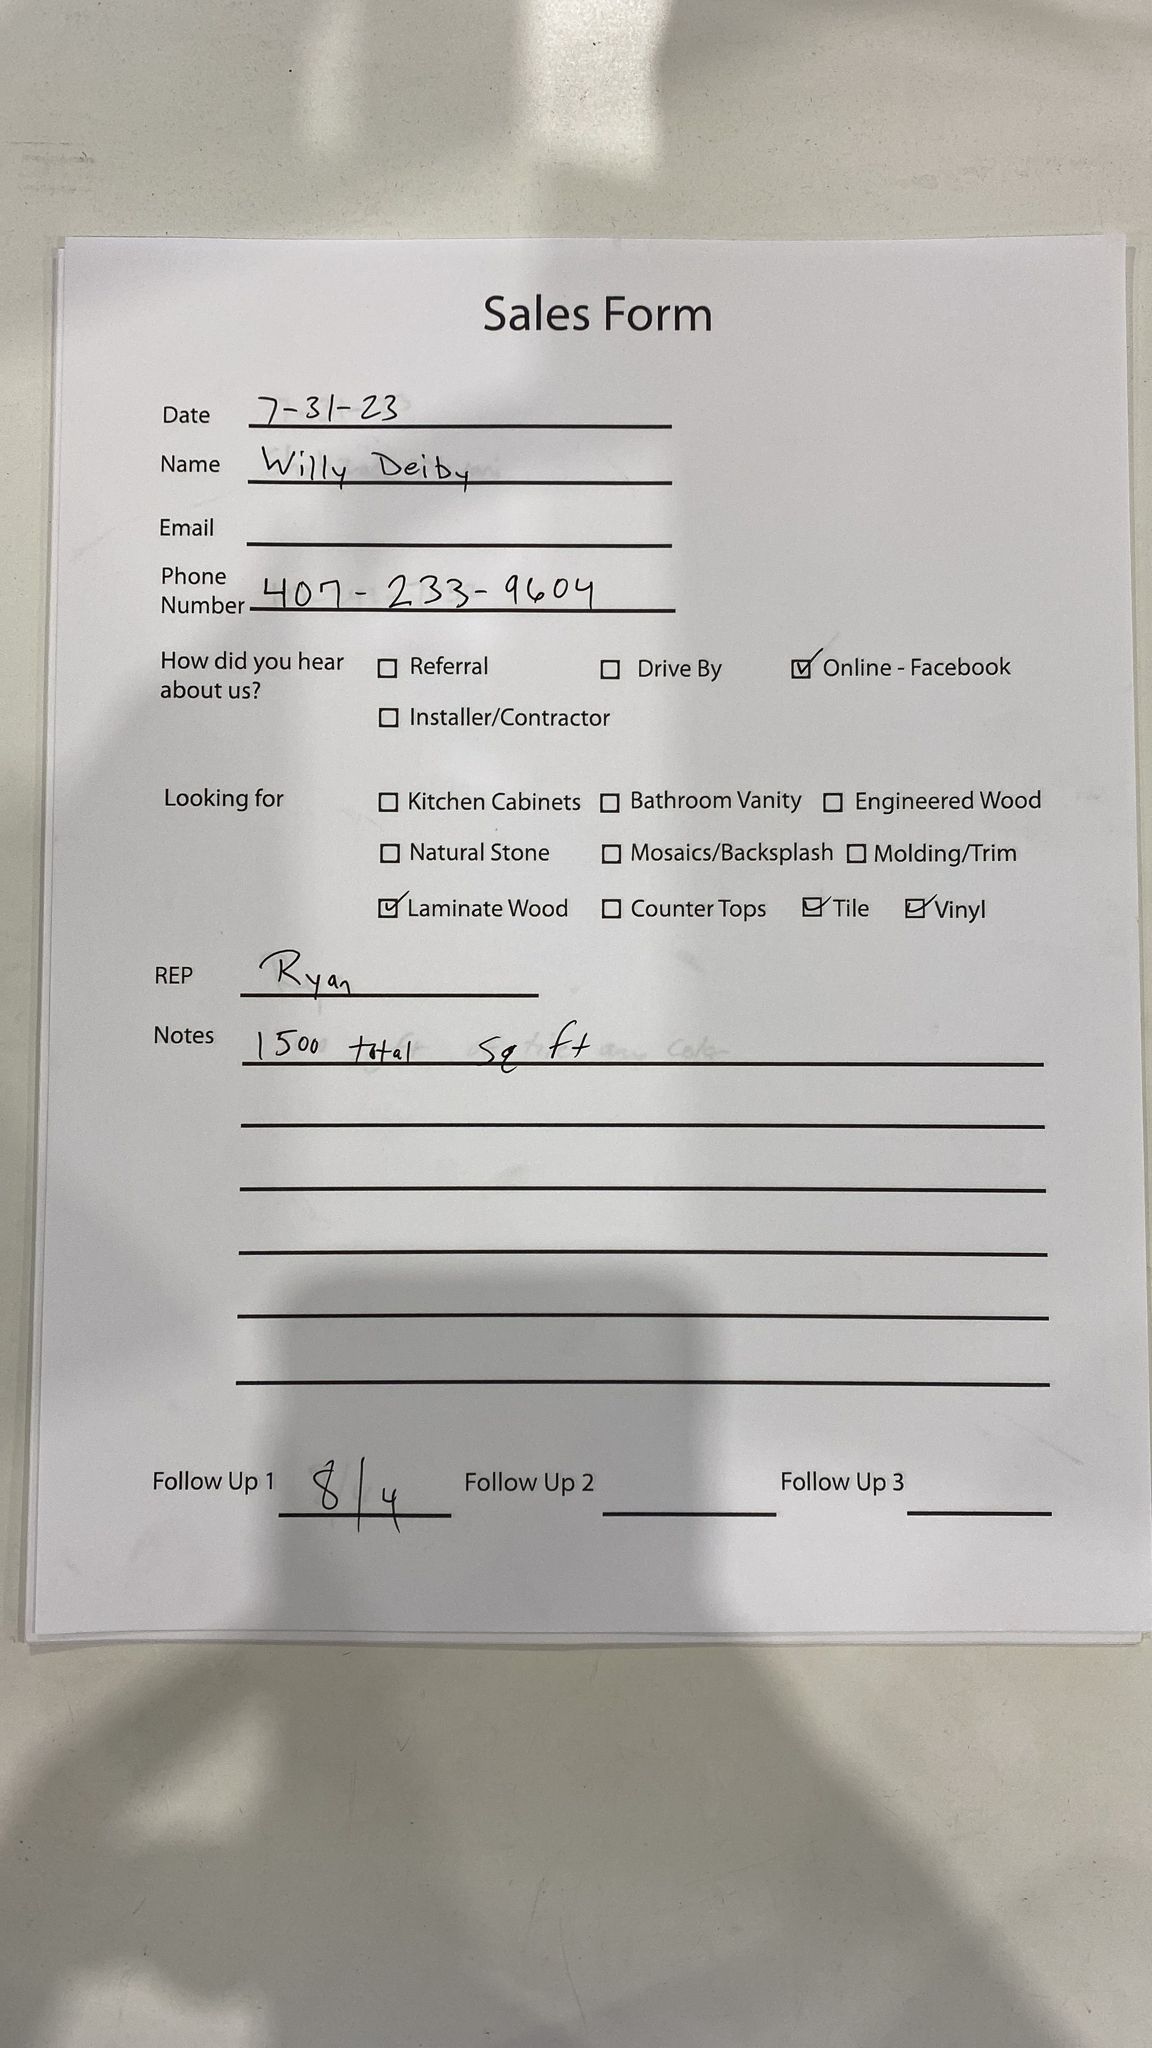 Sales Form
Date 7-31-23
Name Willy Deiby
Email
Phone
Number 407-233-9604
How did you hear
about us?
Referral Drive By Online - Facebook
Installer/Contractor
Looking for Kitchen Cabinets Bathroom Vanity Engineered Wood
Natural Stone Mosaics/Backsplash Molding/Trim
Laminate Wood Counter Tops Tile Vinyl
REP Ryan
Notes 1500 total sq ft
Follow Up 1 8/4 Follow Up 2 Follow Up 3